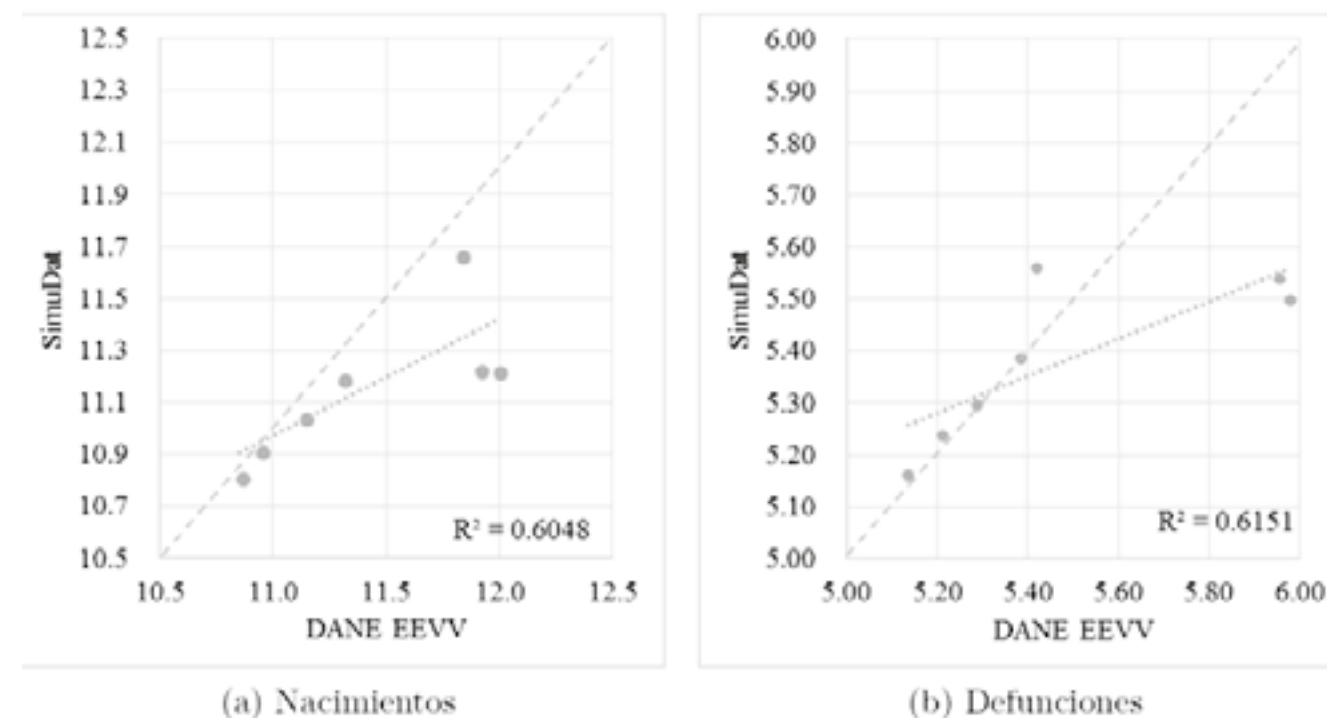 12.5
12.3
12.1
11.9
11.7
11.5
11.3
11.1
10.9
10.7
10.5
SimuDat
R² = 0.6048
10.5 11.0 11.5 12.0 12.5
DANE EEVV
(a) Nacimientos
6.00
5.90
5.80
5.70
5.60
5.50
5.40
5.30
5.20
5.10
5.00
SimuDat
R² = 0.6151
5.00 5.20 5.40 5.60 5.80 6.00
DANE EEVV
(b) Defunciones